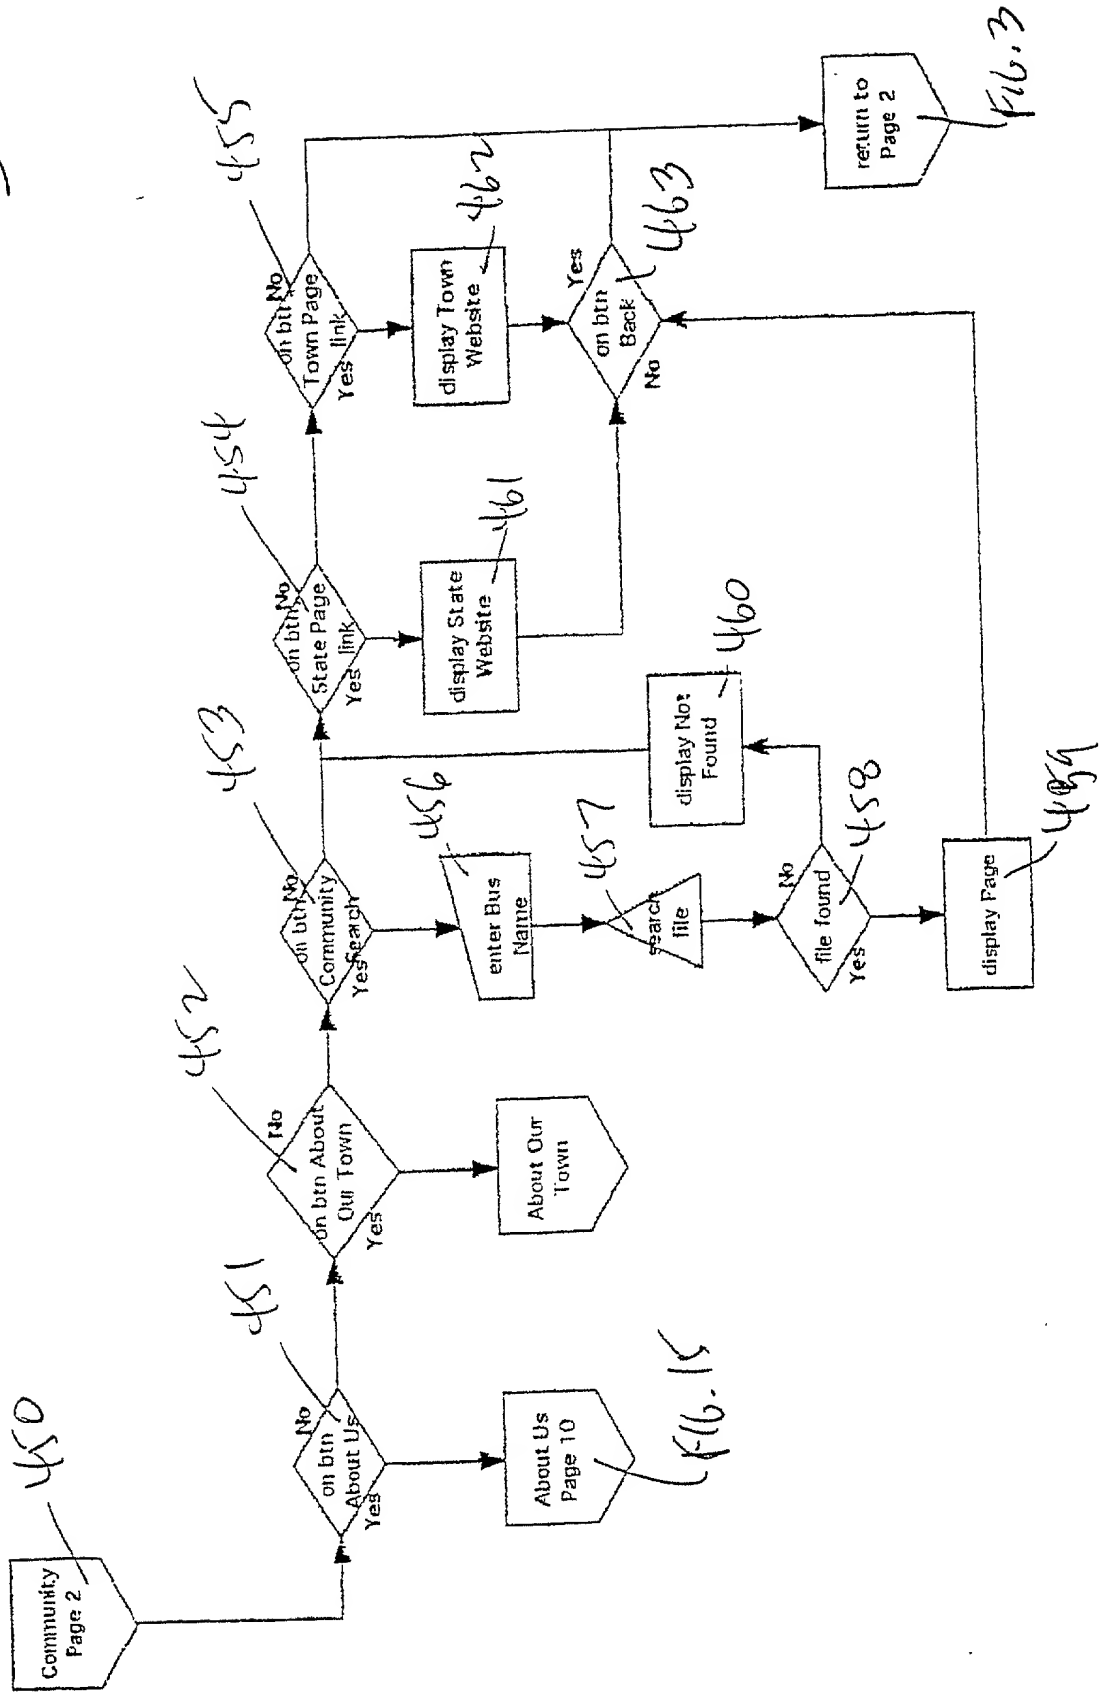 450
Community
Page 2
451
No
on btn
About Us
Yes
About Us
Page 10
FIG. 15
452
No
on btn About
Our Town
Yes
About Our
Town
453
No
on btn
Community
Search
Yes
456
enter Bus
Name
457
search
file
458
No
file found
Yes
display Not
Found
460
display Page
459
454
No
on btn
State Page
link
Yes
display State
Website
461
455
No
on btn
Town Page
link
Yes
display Town
Website
462
Yes
on btn
Back
No
463
return to
Page 2
FIG. 3